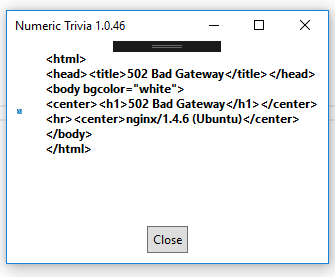 Numeric Trivia 1.0.46
<html>
<head><title>502 Bad Gateway</title></head>
<body bgcolor="white">
<center><h1>502 Bad Gateway</h1></center>
<hr><center>nginx/1.4.6 (Ubuntu)</center>
</body>
</html>
Close